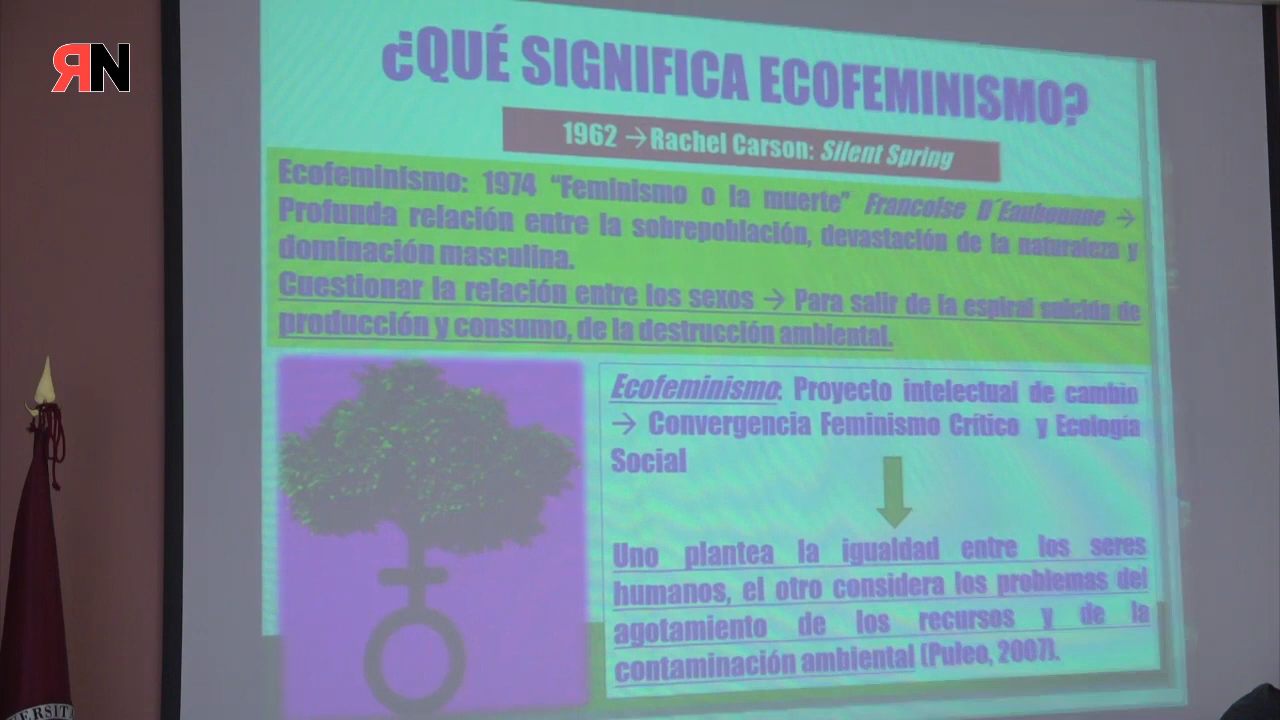 ЯN
¿QUÉ SIGNIFICA ECOFEMINISMO?
1962 → Rachel Carson: Silent Spring
Ecofeminismo: 1974 “Feminismo o la muerte” Francoise D´Eaubonne →
Profunda relación entre la sobrepoblación, devastación de la naturaleza y
dominación masculina.
Cuestionar la relación entre los sexos → Para salir de la espiral suicida de
producción y consumo, de la destrucción ambiental.
Ecofeminismo: Proyecto intelectual de cambio
→ Convergencia Feminismo Crítico y Ecología
Social
Uno plantea la igualdad entre los seres
humanos, el otro considera los problemas del
agotamiento de los recursos y de la
contaminación ambiental (Puleo, 2007).